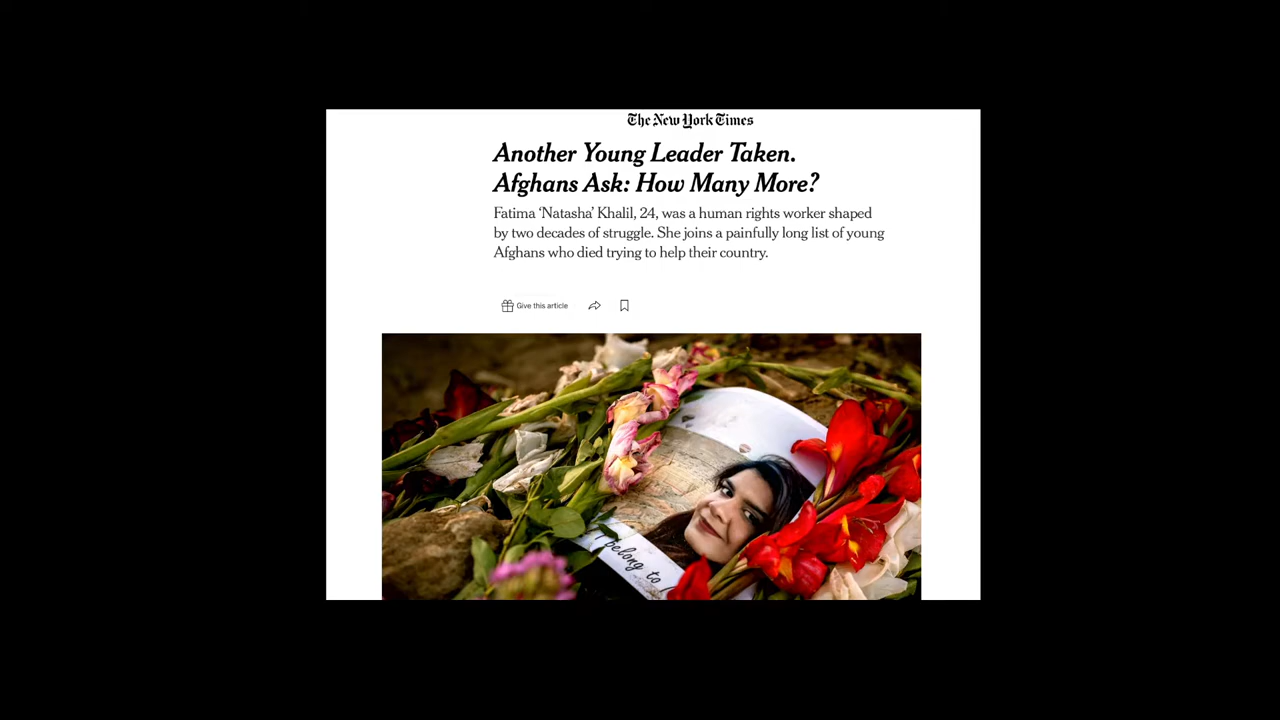 The New York Times
Another Young Leader Taken.
Afghans Ask: How Many More?
Fatima ‘Natasha’ Khalil, 24, was a human rights worker shaped
by two decades of struggle. She joins a painfully long list of young
Afghans who died trying to help their country.
Give this article
I belong to